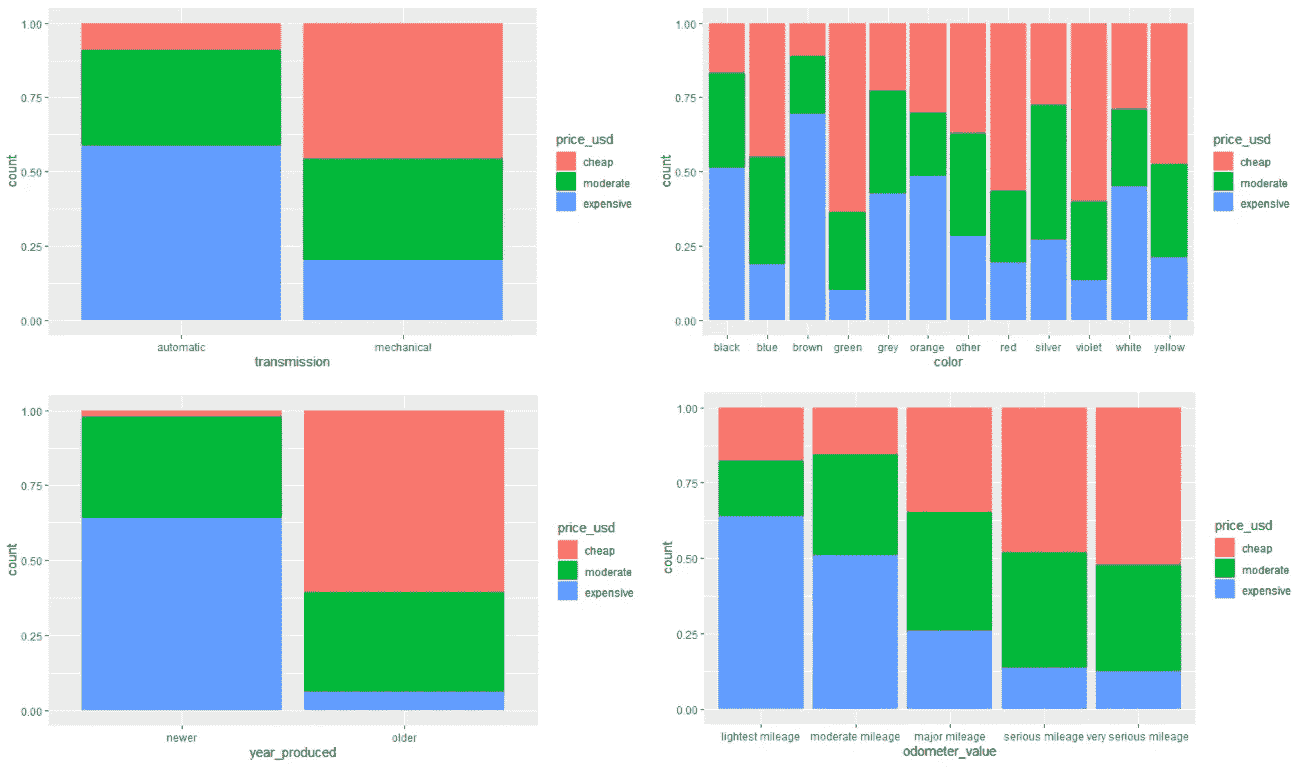 1.00
0.75
0.50
0.25
0.00
count
automatic mechanical
transmission
price_usd
cheap
moderate
expensive
1.00
0.75
0.50
0.25
0.00
count
black blue brown green grey orange other red silver violet white yellow
color
price_usd
cheap
moderate
expensive
1.00
0.75
0.50
0.25
0.00
count
newer older
year_produced
price_usd
cheap
moderate
expensive
1.00
0.75
0.50
0.25
0.00
count
lightest mileage moderate mileage major mileage serious mileage very serious mileage
odometer_value
price_usd
cheap
moderate
expensive